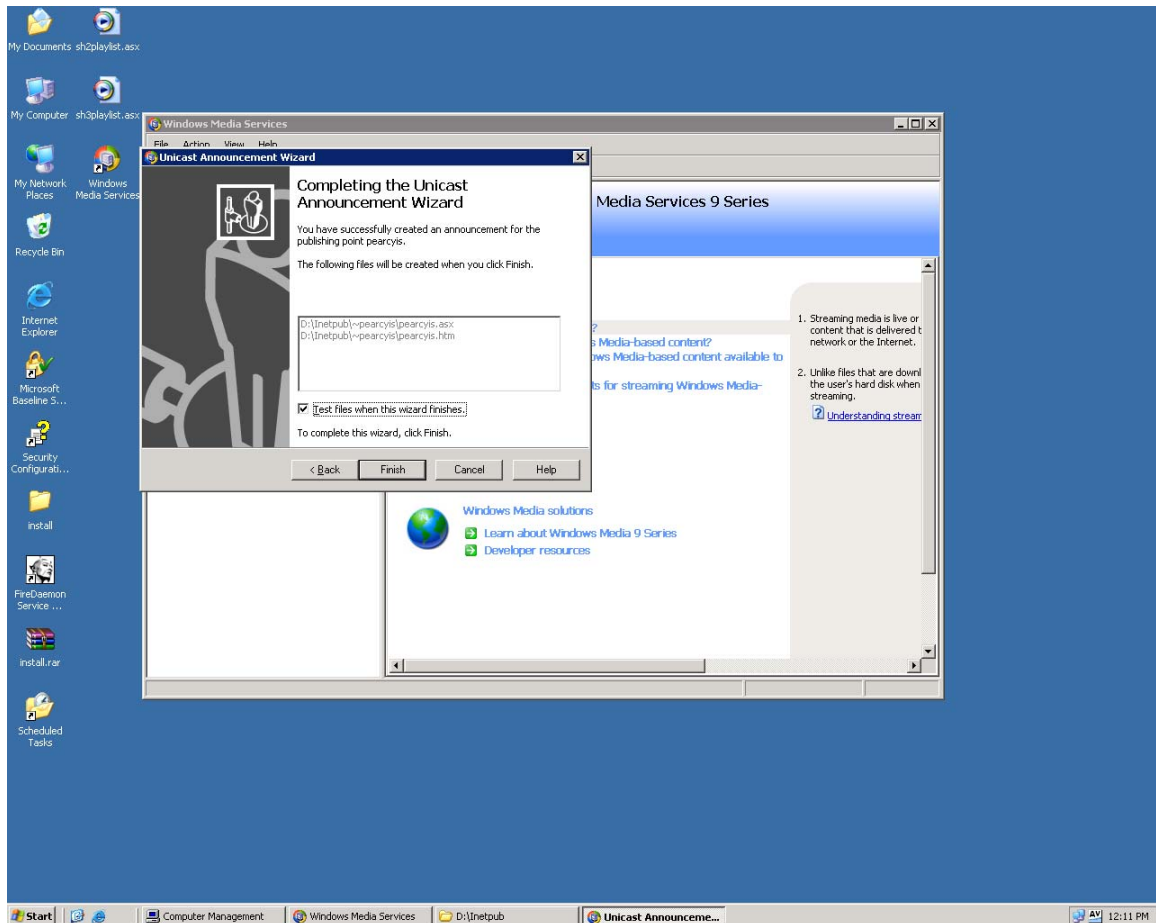 My Documents
sh2playlist.asx
My Computer
sh3playlist.asx
My Network
Places
Windows
Media Services
Recycle Bin
Internet
Explorer
Microsoft
Baseline S...
Security
Configurati...
install
FireDaemon
Service ...
install.rar
Scheduled
Tasks
Windows Media Services
File Action View Help
Unicast Announcement Wizard
Completing the Unicast
Announcement Wizard
You have successfully created an announcement for the
publishing point pearcyis.
The following files will be created when you click Finish.
D:\Inetpub\~pearcyis\pearcyis.asx
D:\Inetpub\~pearcyis\pearcyis.htm
Test files when this wizard finishes.
To complete this wizard, click Finish.
< Back
Finish
Cancel
Help
Media Services 9 Series
?
s Media-based content?
ows Media-based content available to
ts for streaming Windows Media-
1. Streaming media is live or
content that is delivered t
network or the Internet.
2. Unlike files that are downl
the user's hard disk when
streaming.
Understanding stream
Windows Media solutions
Learn about Windows Media 9 Series
Developer resources
Start
Computer Management
Windows Media Services
D:\Inetpub
Unicast Announceme...
AV
12:11 PM